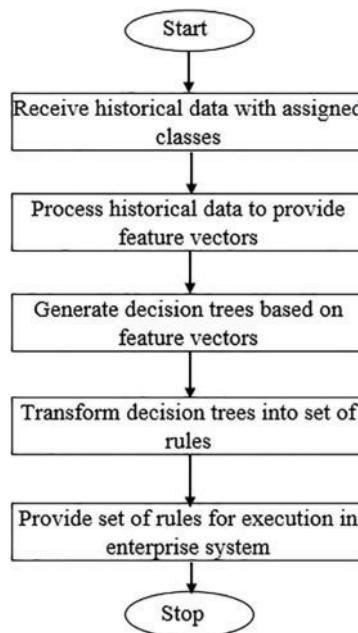 Start
Receive historical data with assigned
classes
Process historical data to provide
feature vectors
Generate decision trees based on
feature vectors
Transform decision trees into set of
rules
Provide set of rules for execution in
enterprise system
Stop